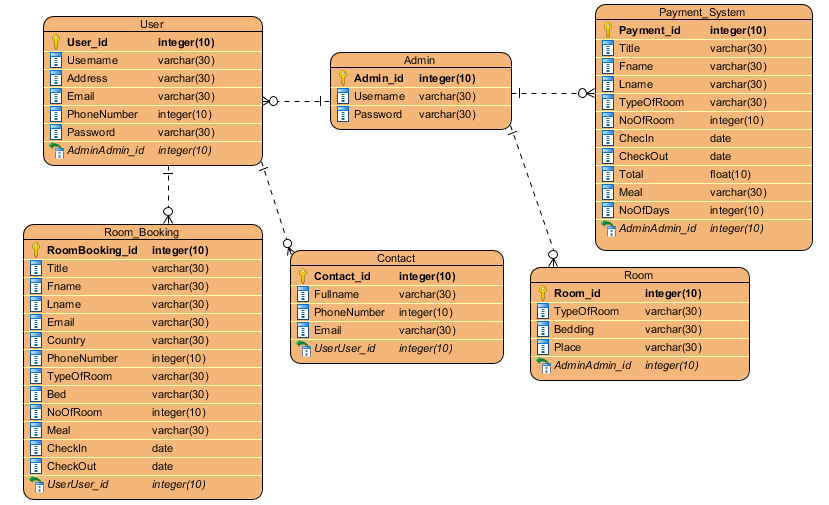 User
User_id integer(10)
Username varchar(30)
Address varchar(30)
Email varchar(30)
PhoneNumber integer(10)
Password varchar(30)
AdminAdmin_id integer(10)
Admin
Admin_id integer(10)
Username varchar(30)
Password varchar(30)
Payment_System
Payment_id integer(10)
Title varchar(30)
Fname varchar(30)
Lname varchar(30)
TypeOfRoom varchar(30)
NoOfRoom integer(10)
ChecIn date
CheckOut date
Total float(10)
Meal varchar(30)
NoOfDays integer(10)
AdminAdmin_id integer(10)
Room_Booking
RoomBooking_id integer(10)
Title varchar(30)
Fname varchar(30)
Lname varchar(30)
Email varchar(30)
Country varchar(30)
PhoneNumber integer(10)
TypeOfRoom varchar(30)
Bed varchar(30)
NoOfRoom integer(10)
Meal varchar(30)
CheckIn date
CheckOut date
UserUser_id integer(10)
Contact
Contact_id integer(10)
Fullname varchar(30)
PhoneNumber integer(10)
Email varchar(30)
UserUser_id integer(10)
Room
Room_id integer(10)
TypeOfRoom varchar(30)
Bedding varchar(30)
Place varchar(30)
AdminAdmin_id integer(10)